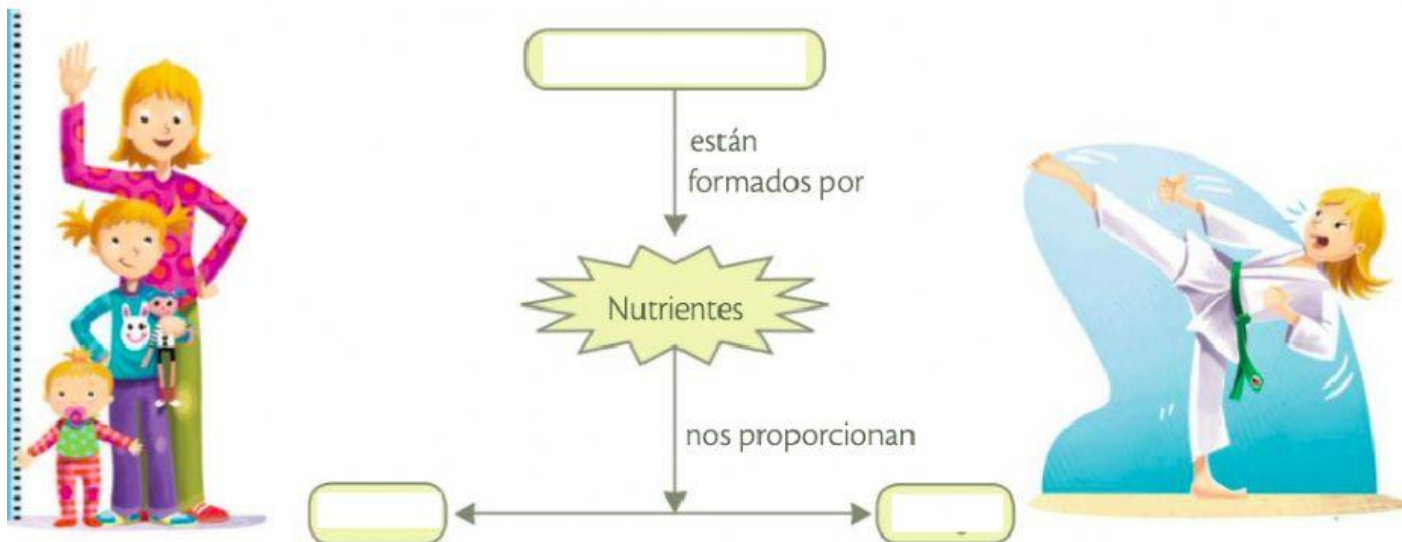 están
formados por
Nutrientes
nos proporcionan